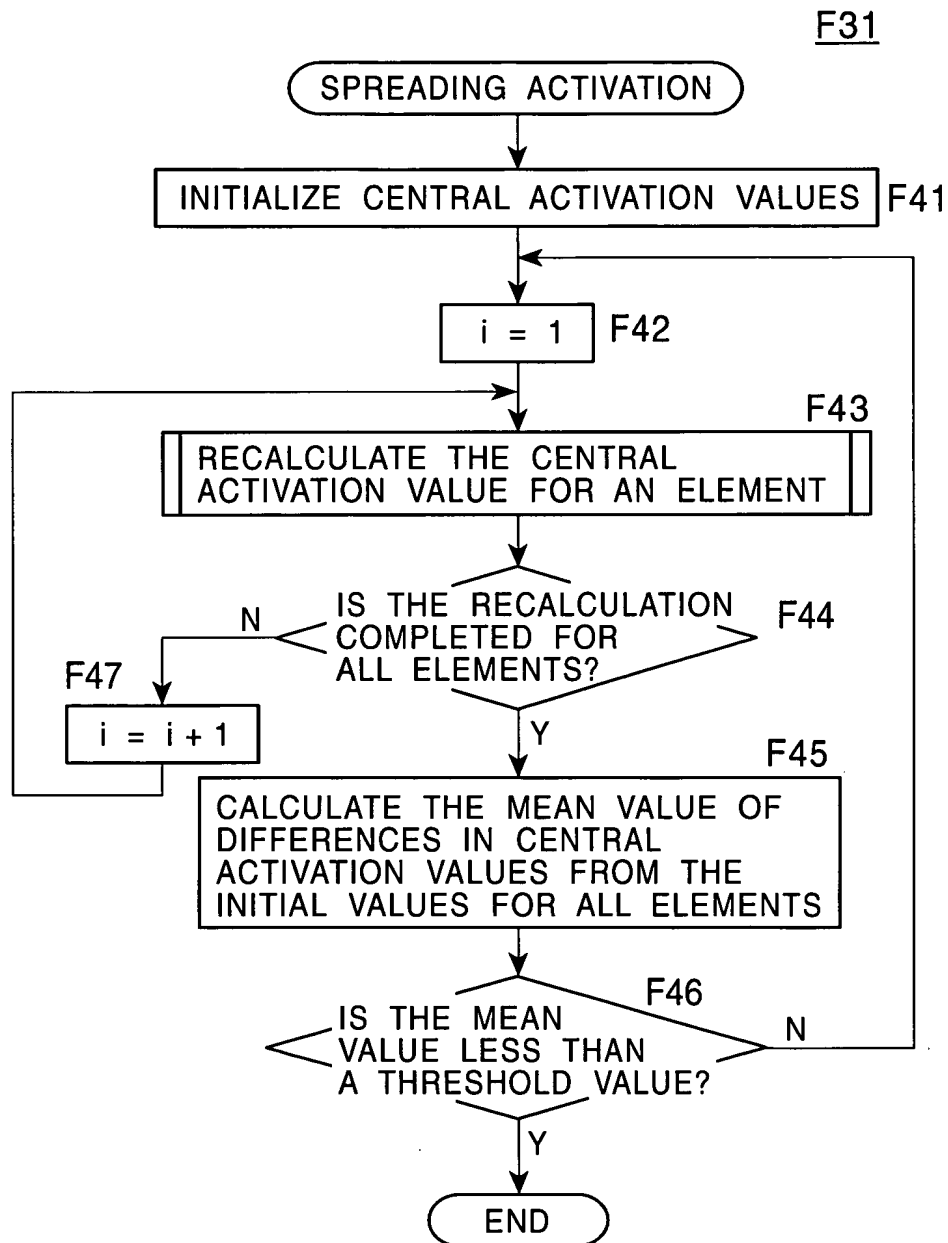 F31
SPREADING ACTIVATION
INITIALIZE CENTRAL ACTIVATION VALUES
F41
i = 1
F42
F43
RECALCULATE THE CENTRAL
ACTIVATION VALUE FOR AN ELEMENT
IS THE RECALCULATION
COMPLETED FOR
ALL ELEMENTS?
F44
N
F47
i = i + 1
Y
F45
CALCULATE THE MEAN VALUE OF
DIFFERENCES IN CENTRAL
ACTIVATION VALUES FROM THE
INITIAL VALUES FOR ALL ELEMENTS
F46
IS THE MEAN
VALUE LESS THAN
A THRESHOLD VALUE?
N
Y
END